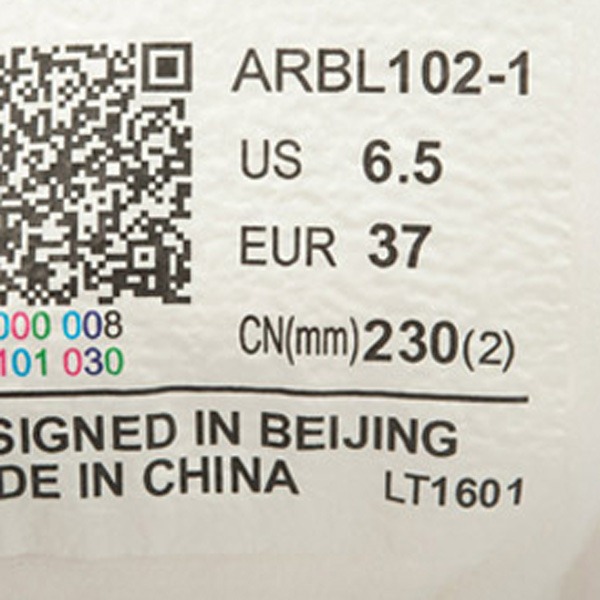 ARBL102-1
US 6.5
EUR 37
000 008
CN(mm)230(2)
101 030
SIGNED IN BEIJING
DE IN CHINA
LT1601